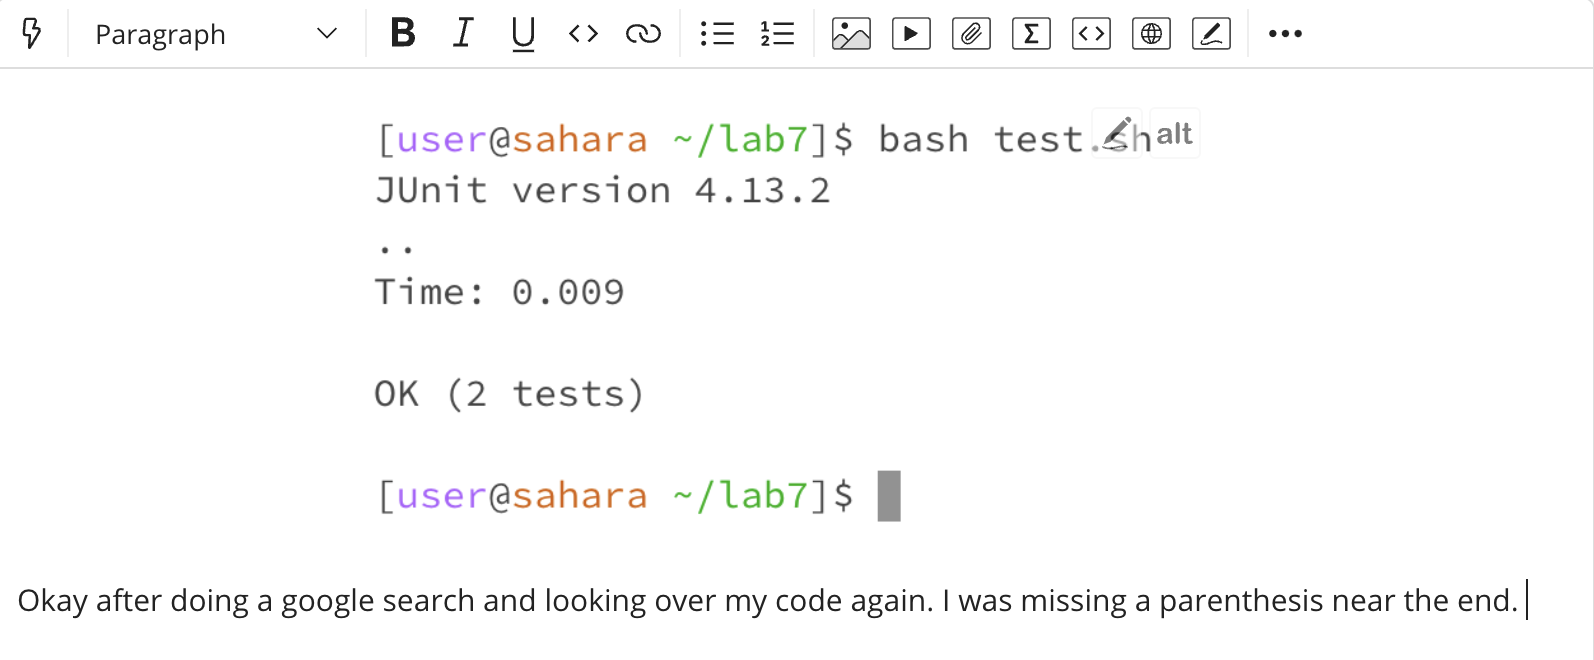 Paragraph B I U
[user@sahara ~/lab7]$ bash test.sh alt
JUnit version 4.13.2
..
Time: 0.009
OK (2 tests)
[user@sahara ~/lab7]$
Okay after doing a google search and looking over my code again. I was missing a parenthesis near the end.